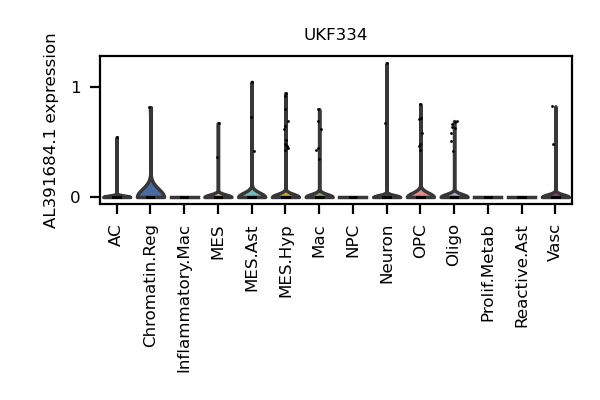 UKF334
AL391684.1 expression
1
0
AC
Chromatin.Reg
Inflammatory.Mac
MES
MES.Ast
MES.Hyp
Mac
NPC
Neuron
OPC
Oligo
Prolif.Metab
Reactive.Ast
Vasc